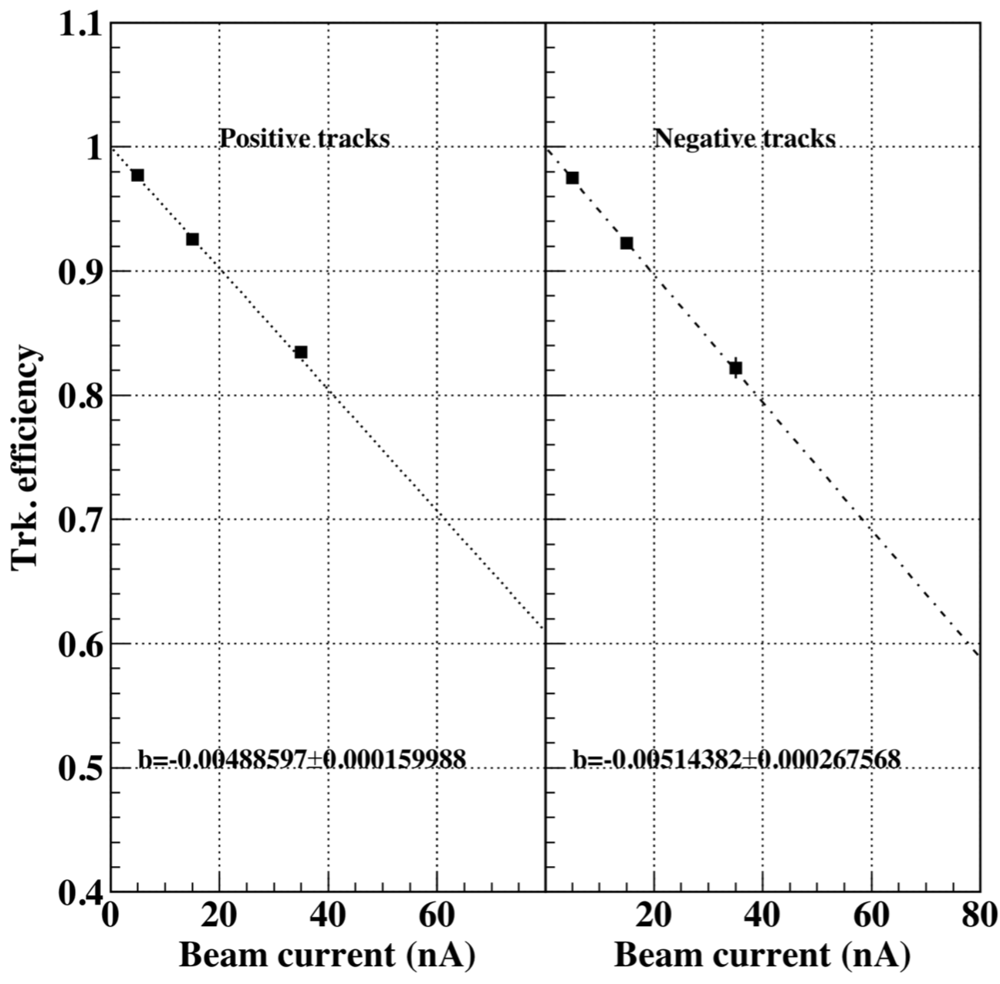 1.1
1
0.9
0.8
0.7
0.6
0.5
0.4
Trk. efficiency
Positive tracks
b=-0.00488597±0.000159988
0 20 40 60
Beam current (nA)
Negative tracks
b=-0.00514382±0.000267568
20 40 60 80
Beam current (nA)